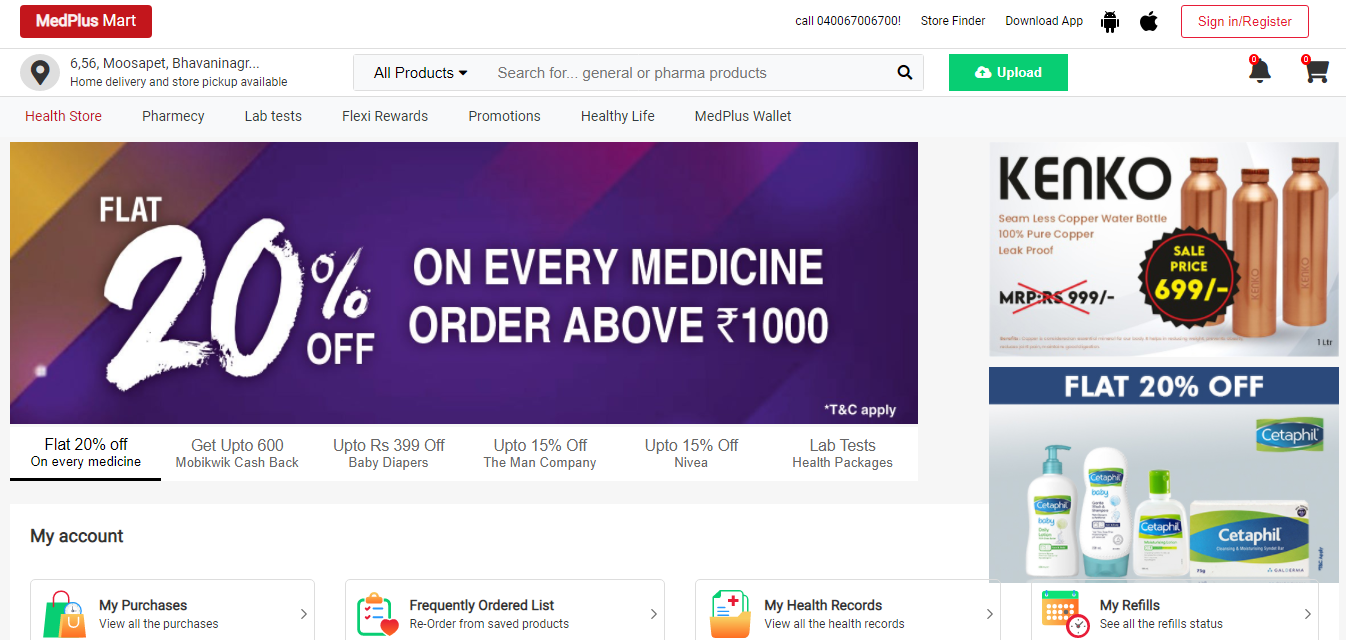 MedPlus Mart
call 040067006700!
Store Finder
Download App
Sign in/Register
6,56, Moosapet, Bhavaninagr...
Home delivery and store pickup available
All Products
Search for... general or pharma products
Upload
0
0
Health Store
Pharmecy
Lab tests
Flexi Rewards
Promotions
Healthy Life
MedPlus Wallet
FLAT
20%
OFF
ON EVERY MEDICINE
ORDER ABOVE ₹1000
*T&C apply
KENKO
Seam Less Copper Water Bottle
100% Pure Copper
Leak Proof
MRP:RS 999/-
SALE
PRICE
699/-
KENKO
KENKO
1 Ltr
Flat 20% off
On every medicine
Get Upto 600
Mobikwik Cash Back
Upto Rs 399 Off
Baby Diapers
Upto 15% Off
The Man Company
Upto 15% Off
Nivea
Lab Tests
Health Packages
FLAT 20% OFF
Cetaphil
Cetaphil
baby
Cetaphil
baby
Cetaphil
Cetaphil
GALDERMA
75g
My account
My Purchases
View all the purchases
Frequently Ordered List
Re-Order from saved products
My Health Records
View all the health records
My Refills
See all the refills status